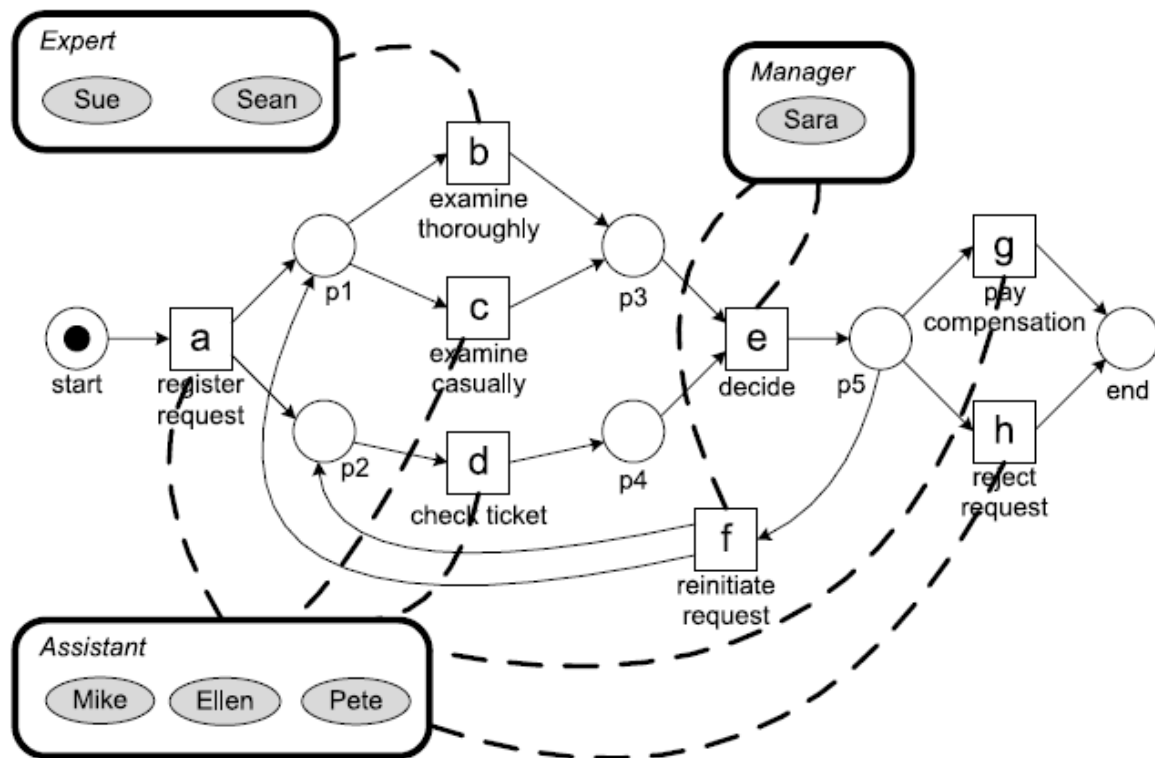 Expert
Sue
Sean
Manager
Sara
b
examine
thoroughly
p1
c
examine
casually
p3
start
a
register
request
p2
d
check ticket
p4
e
decide
p5
g
pay
compensation
h
reject
request
end
f
reinitiate
request
Assistant
Mike
Ellen
Pete